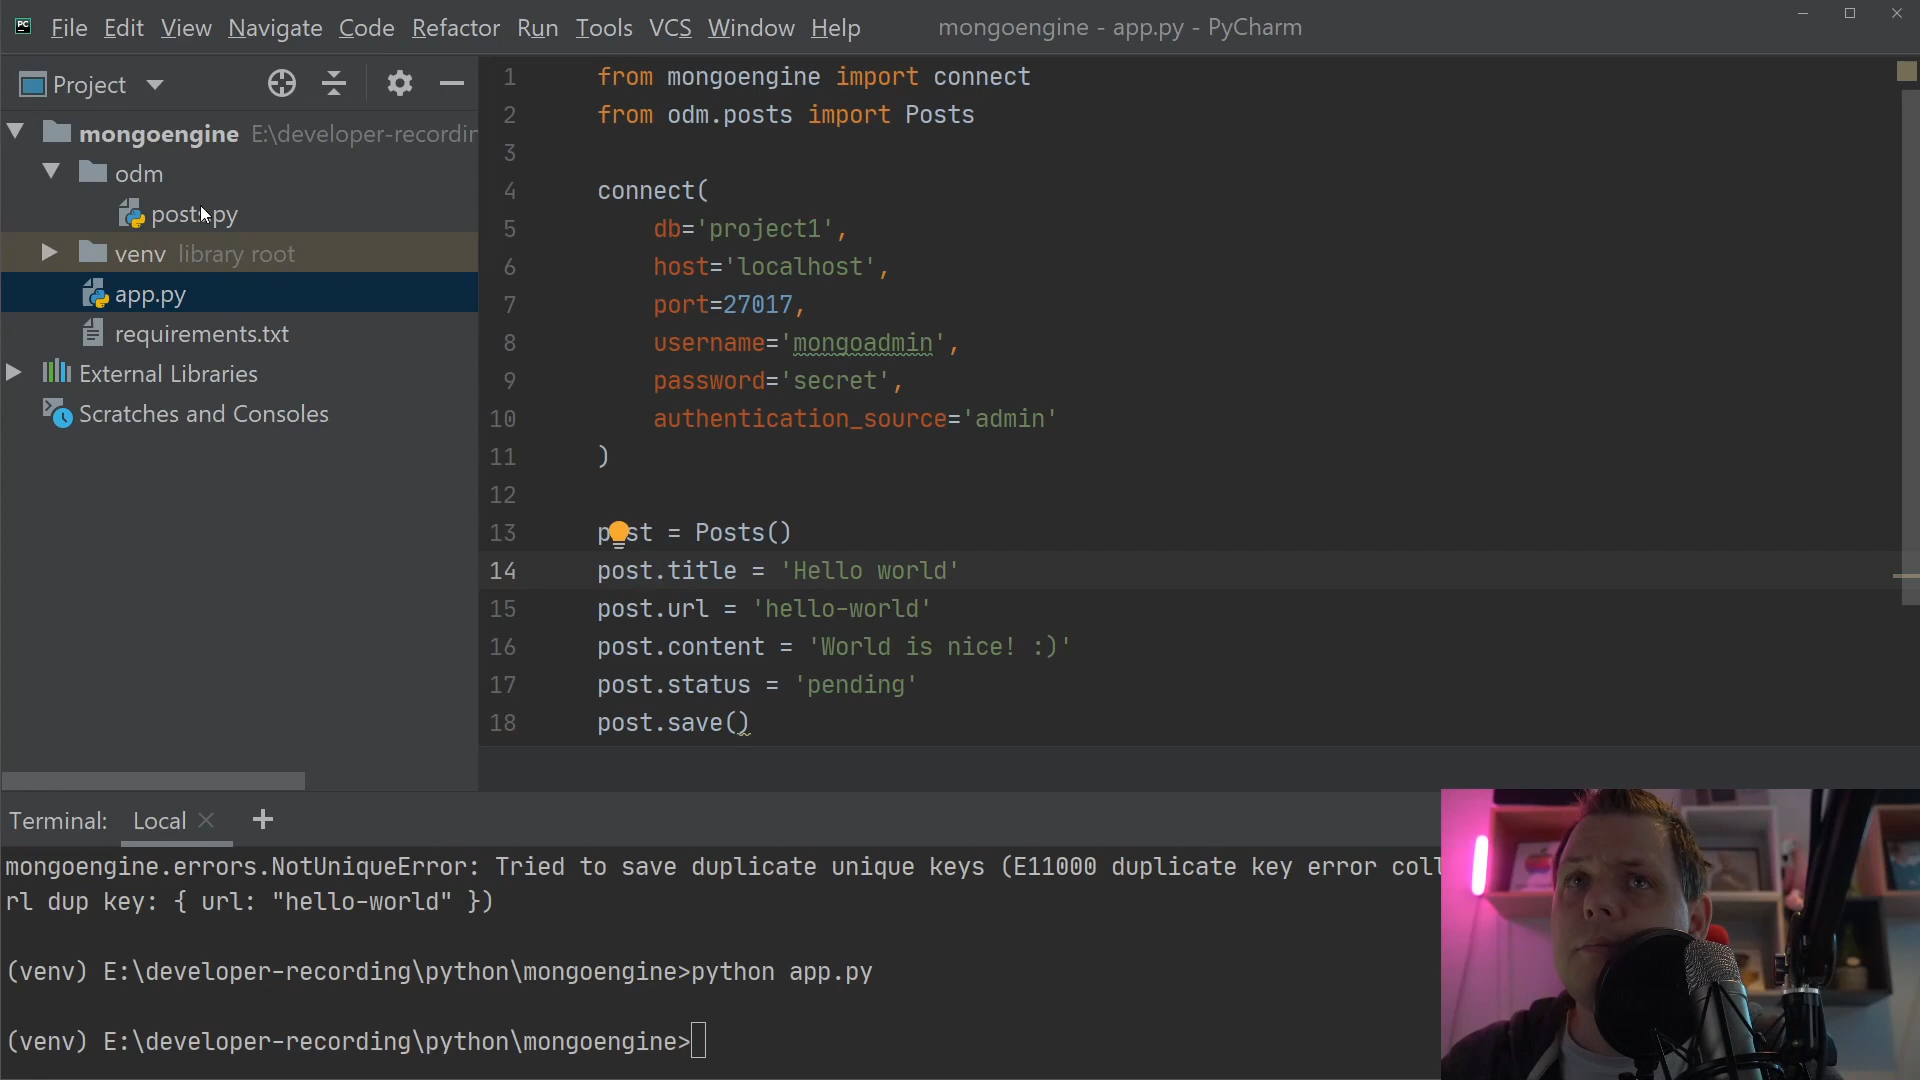 PC File Edit View Navigate Code Refactor Run Tools VCS Window Help mongoengine - app.py - PyCharm
Project
mongoengine E:\developer-recordin
odm
posts.py
venv library root
app.py
requirements.txt
External Libraries
Scratches and Consoles
1 from mongoengine import connect
2 from odm.posts import Posts
3
4 connect(
5 db='project1',
6 host='localhost',
7 port=27017,
8 username='mongoadmin',
9 password='secret',
10 authentication_source='admin'
11 )
12
13 post = Posts()
14 post.title = 'Hello world'
15 post.url = 'hello-world'
16 post.content = 'World is nice! :)'
17 post.status = 'pending'
18 post.save()
Terminal: Local
mongoengine.errors.NotUniqueError: Tried to save duplicate unique keys (E11000 duplicate key error coll
rl dup key: { url: "hello-world" })
(venv) E:\developer-recording\python\mongoengine>python app.py
(venv) E:\developer-recording\python\mongoengine>